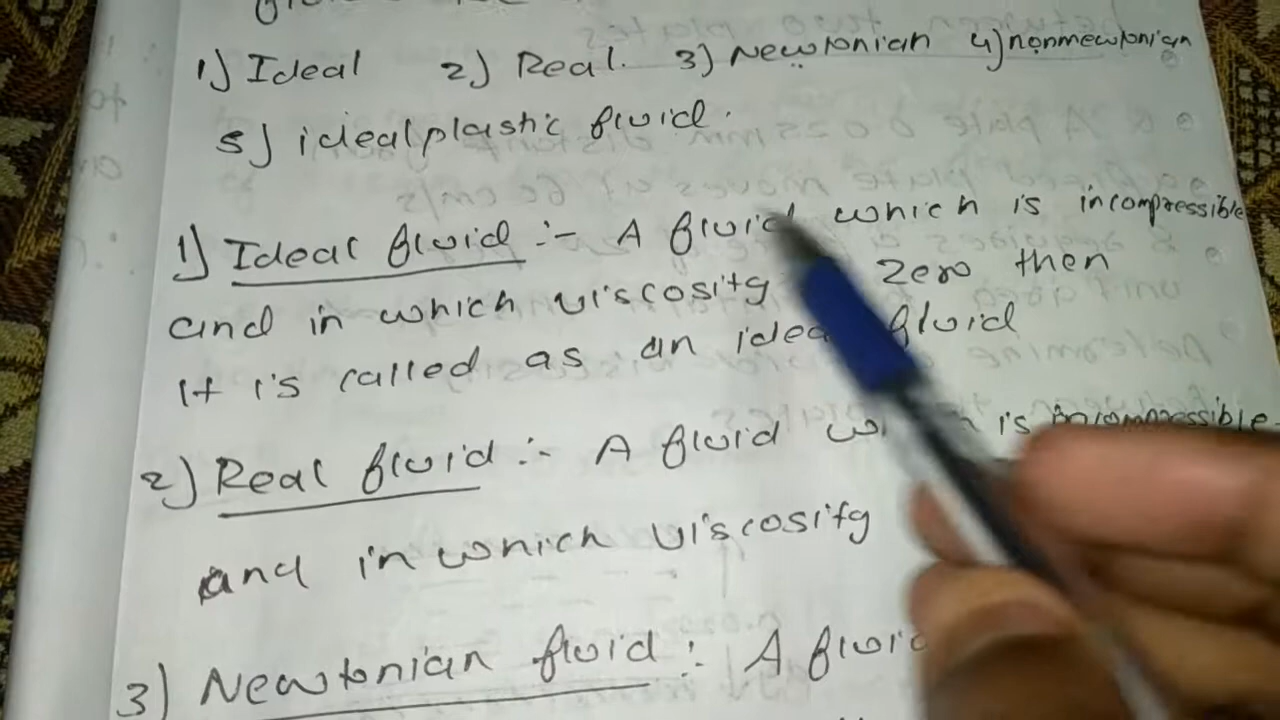 1) Ideal 2) Real. 3) Newtonian 4) nonnewtonian
5) ideal plastic fluid.
1) Ideal fluid :- A fluid which is incompressible
and in which viscosity zero then
it is called as an ideal fluid
2) Real fluid :- A fluid is incompressible
and in which viscosity
3) Newtonian fluid : A fluid